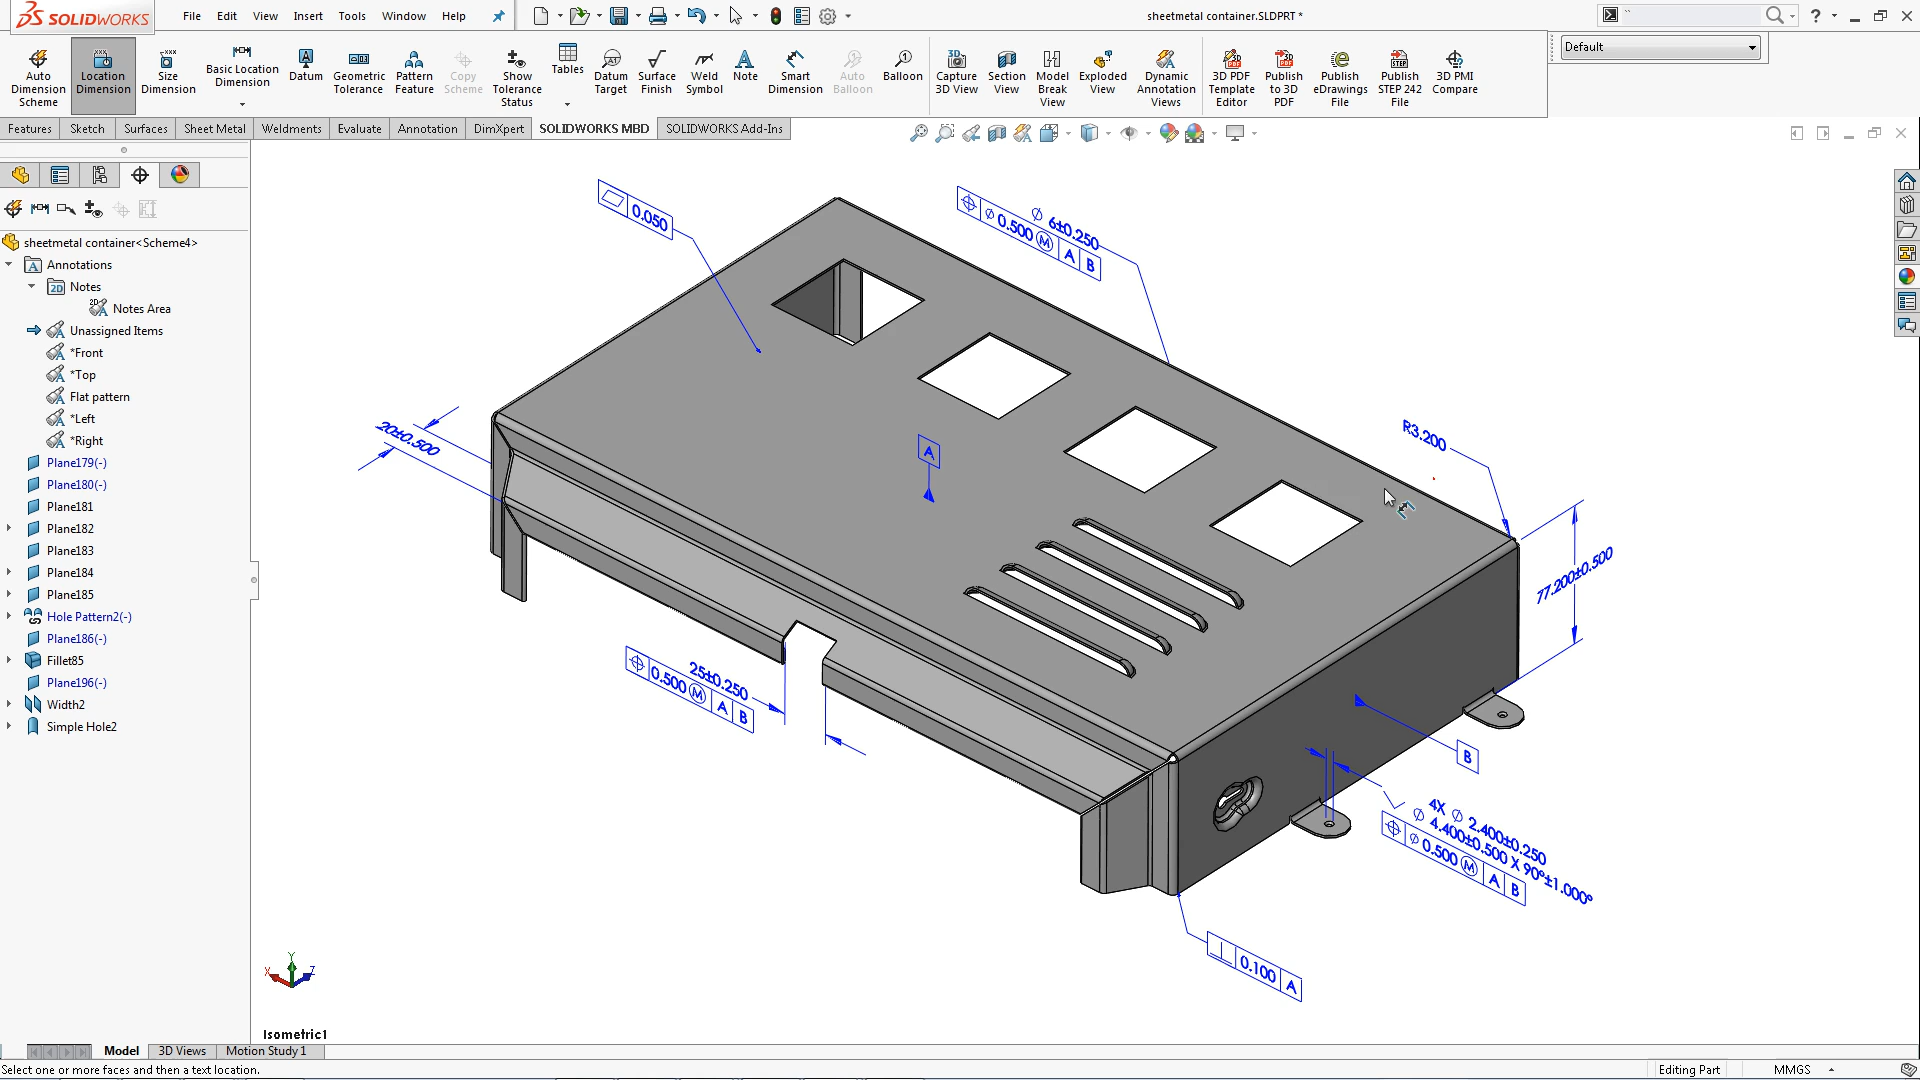 SOLIDWORKS
File Edit View Insert Tools Window Help
sheetmetal container.SLDPRT *
?
Auto Dimension Scheme
Location Dimension
Size Dimension
Basic Location Dimension
Datum
Geometric Tolerance
Pattern Feature
Copy Scheme
Show Tolerance Status
Tables
Datum Target
Surface Finish
Weld Symbol
Note
Smart Dimension
Auto Balloon
Balloon
Capture 3D View
Section View
Model Break View
Exploded View
Dynamic Annotation Views
3D PDF Template Editor
Publish to 3D PDF
Publish eDrawings File
Publish STEP 242 File
3D PMI Compare
Default
Features Sketch Surfaces Sheet Metal Weldments Evaluate Annotation DimXpert SOLIDWORKS MBD SOLIDWORKS Add-Ins
sheetmetal container<Scheme4>
Annotations
Notes
Notes Area
Unassigned Items
*Front
*Top
Flat pattern
*Left
*Right
Plane179(-)
Plane180(-)
Plane181
Plane182
Plane183
Plane184
Plane185
Hole Pattern2(-)
Plane186(-)
Fillet85
Plane196(-)
Width2
Simple Hole2
0.050
∅ 6±0.250
∅ 0.500 Ⓜ A B
20±0.500
A
R3.200
77.200±0.500
25±0.250
0.500 Ⓜ A B
B
4X ∅ 2.400±0.250
∅ 4.400±0.500 X 90°±1.000°
∅ 0.500 Ⓜ A B
0.100 A
Y
X
Z
Isometric1
Model 3D Views Motion Study 1
Select one or more faces and then a text location.
Editing Part
MMGS